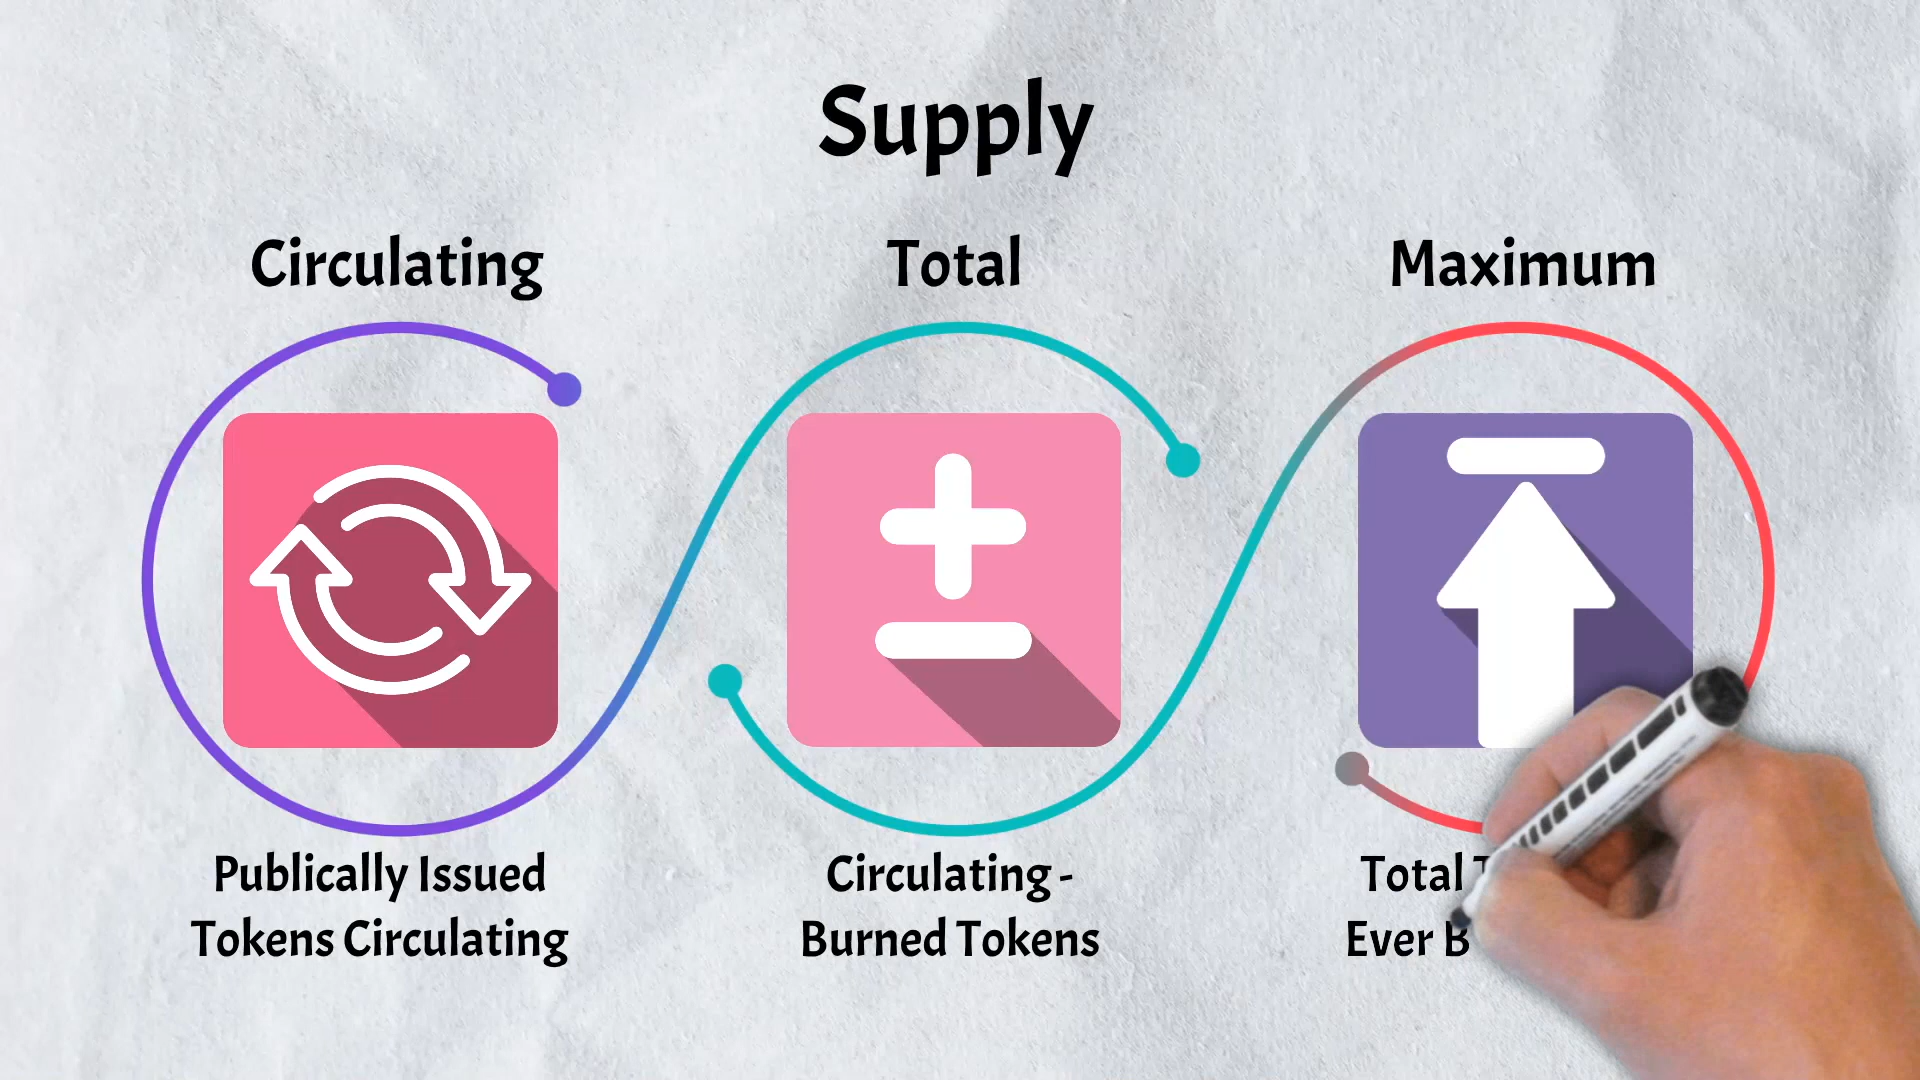 Supply
Circulating
Total
Maximum
Publically Issued
Tokens Circulating
Circulating -
Burned Tokens
Total
Ever B